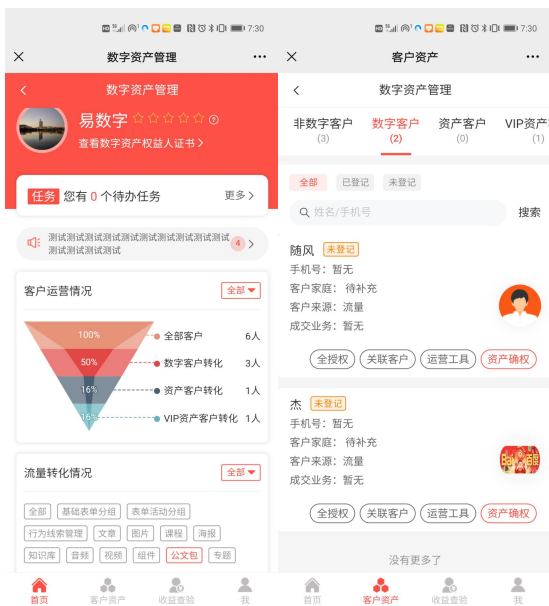 7:30
数字资产管理
数字资产管理
易数字
查看数字资产权益人证书
任务 您有 0 个待办任务 更多
测试测试测试测试测试测试测试测试测试测试
测试测试测试测试
4
客户运营情况 全部
100% 全部客户 6人
50% 数字客户转化 3人
16% 资产客户转化 1人
16% VIP资产客户转化 1人
流量转化情况 全部
全部 基础表单分组 表单活动分组
行为线索管理 文章 图片 课程 海报
知识库 音频 视频 组件 公文包 专题
首页 客户资产 收益查验 我
7:30
客户资产
数字资产管理
非数字客户 数字客户 资产客户 VIP资产
(3) (2) (0) (1)
全部 已登记 未登记
姓名/手机号 搜索
随风 未登记
手机号：暂无
客户家庭： 待补充
客户来源：流量
成交业务：暂无
全授权 关联客户 运营工具 资产确权
杰 未登记
手机号：暂无
客户家庭： 待补充
客户来源：流量
成交业务：暂无
全授权 关联客户 运营工具 资产确权
没有更多了
首页 客户资产 收益查验 我